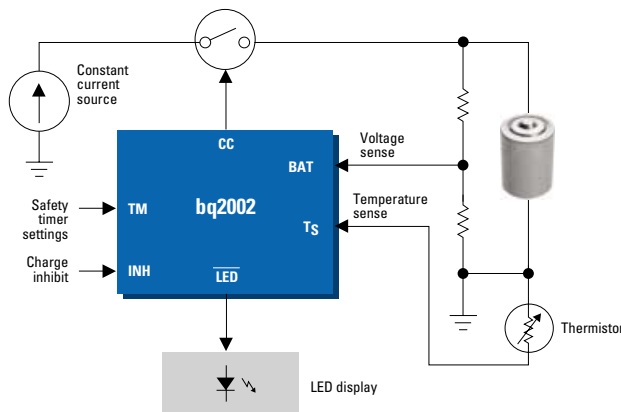 Constant
current
source
CC
Voltage
sense
BAT
Safety
timer
settings
TM
bq2002
Temperature
sense
TS
Charge
inhibit
INH
LED
Thermistor
LED display